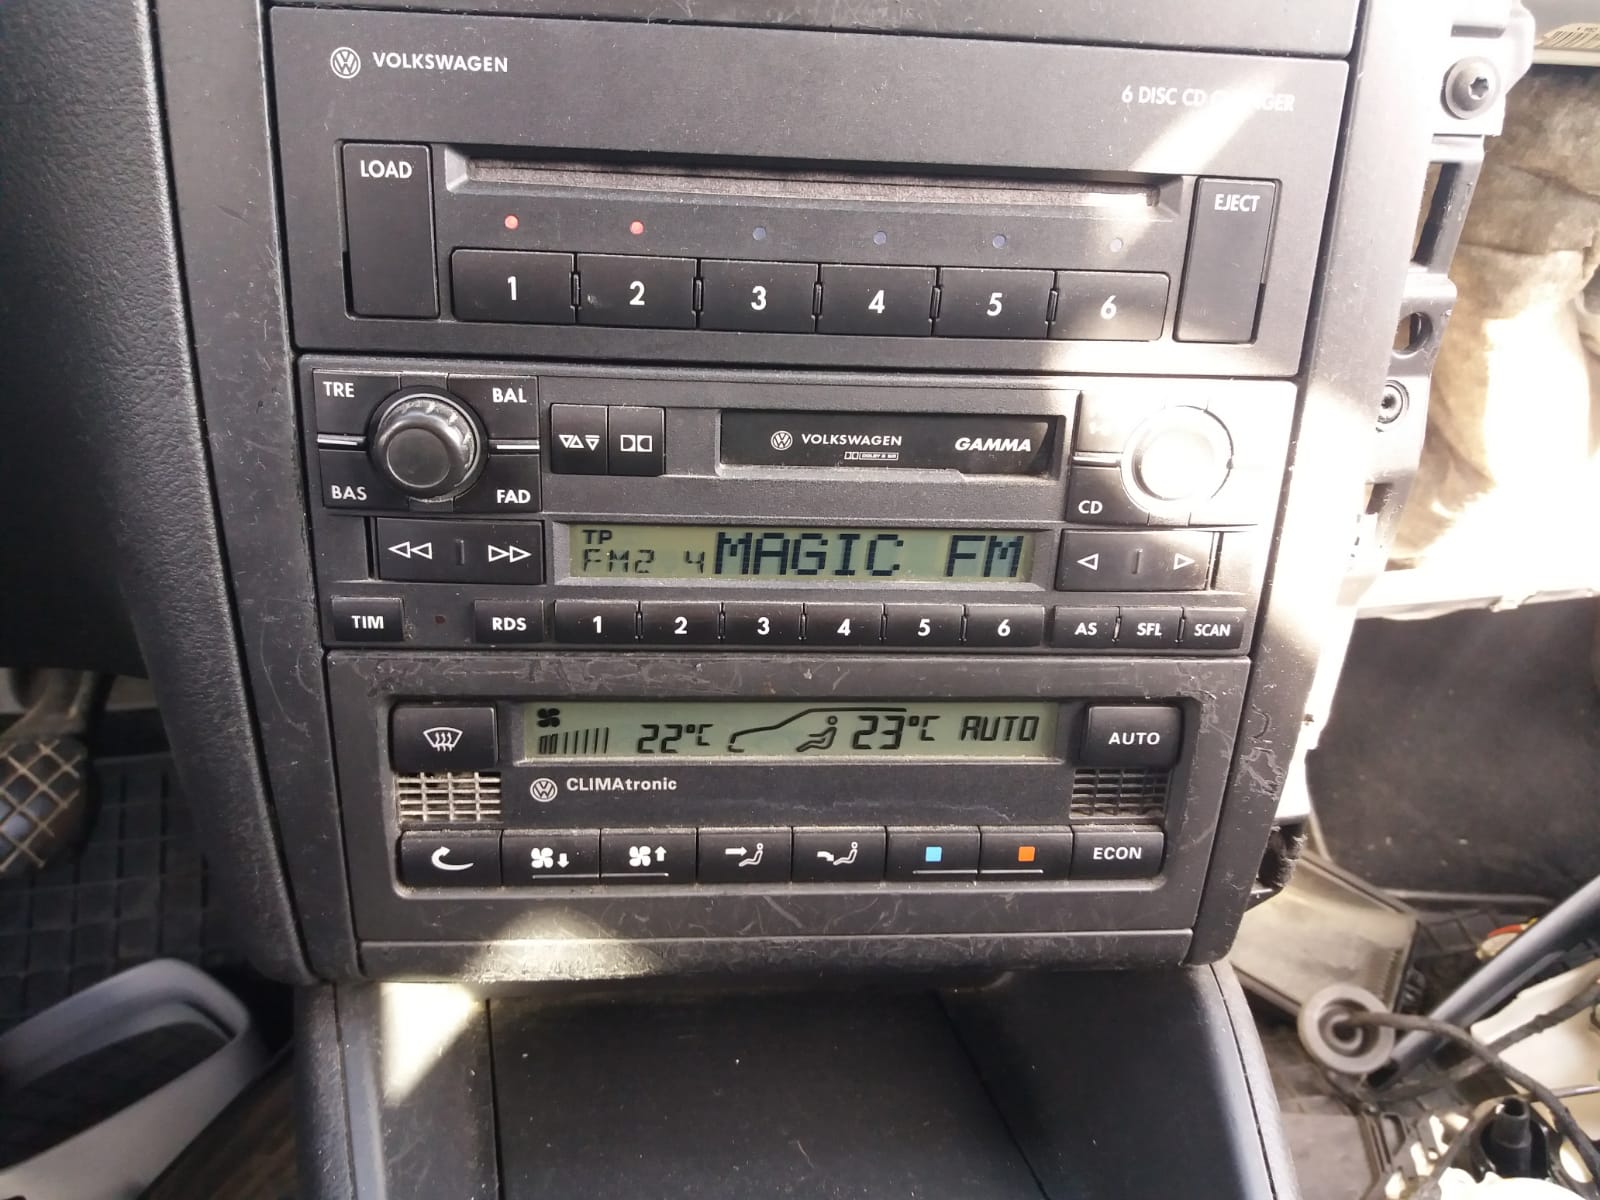 VOLKSWAGEN
6 DISC CD CHANGER
LOAD
EJECT
1 2 3 4 5 6
TRE BAL
BAS FAD
VOLKSWAGEN GAMMA
CD
TP
FM2 4 MAGIC FM
TIM RDS 1 2 3 4 5 6 AS SFL SCAN
22°C 23°C AUTO
AUTO
CLIMAtronic
ECON